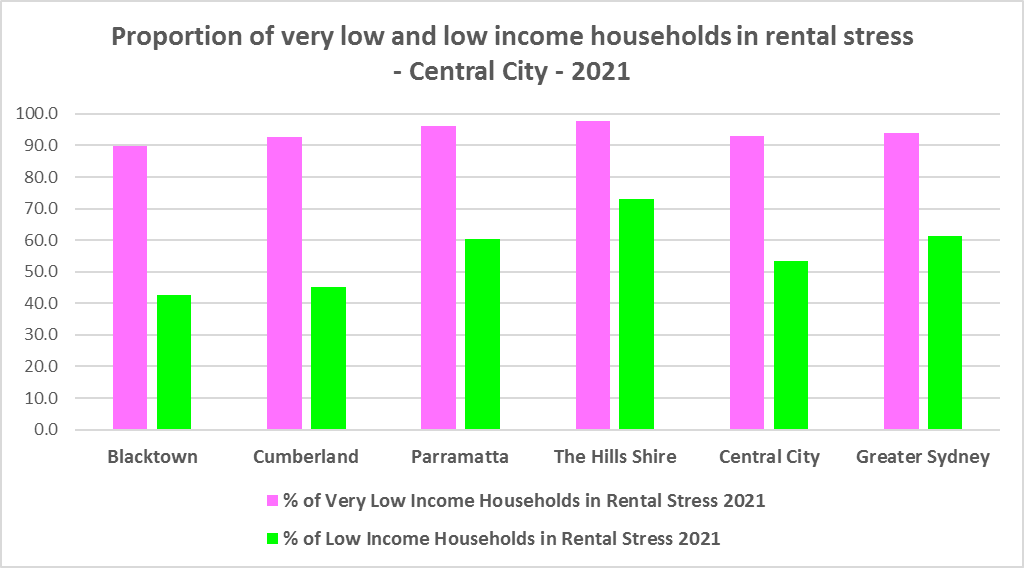 Proportion of very low and low income households in rental stress
- Central City - 2021
100.0
90.0
80.0
70.0
60.0
50.0
40.0
30.0
20.0
10.0
0.0
Blacktown Cumberland Parramatta The Hills Shire Central City Greater Sydney
% of Very Low Income Households in Rental Stress 2021
% of Low Income Households in Rental Stress 2021